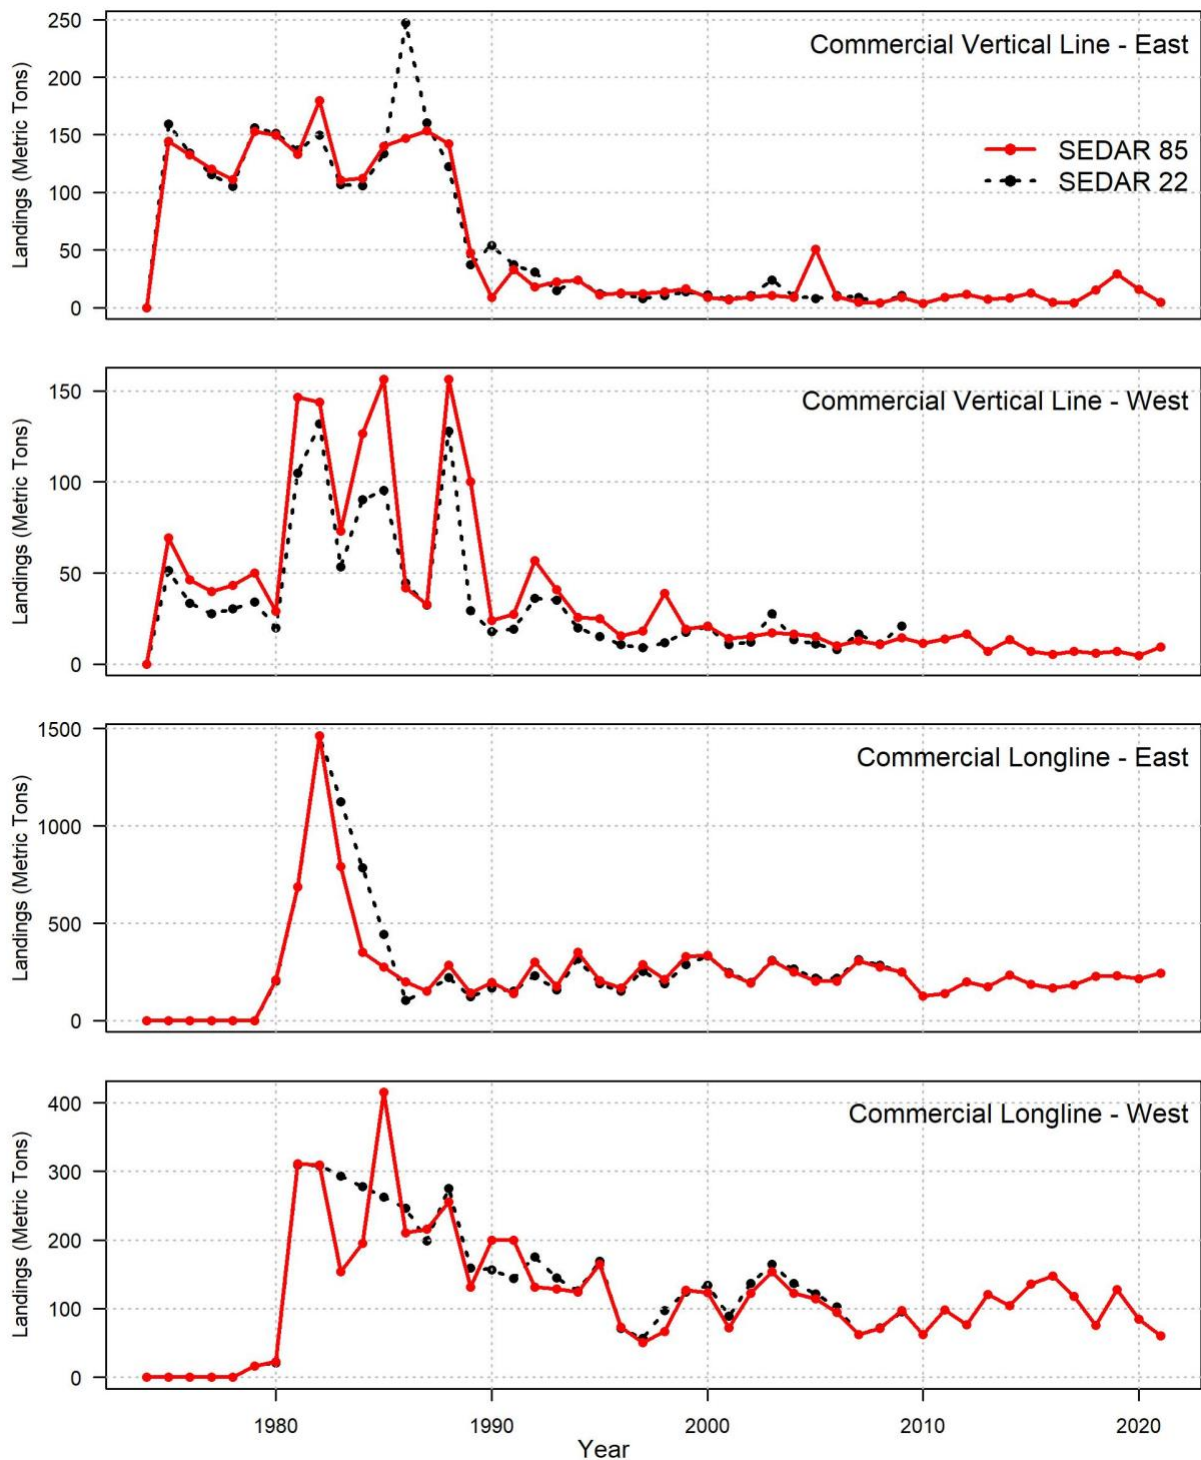 Commercial Vertical Line - East
Landings (Metric Tons)
250
200
150
100
50
0
SEDAR 85
SEDAR 22
Commercial Vertical Line - West
Landings (Metric Tons)
150
100
50
0
Commercial Longline - East
Landings (Metric Tons)
1500
1000
500
0
Commercial Longline - West
Landings (Metric Tons)
400
300
200
100
0
1980 1990 2000 2010 2020
Year